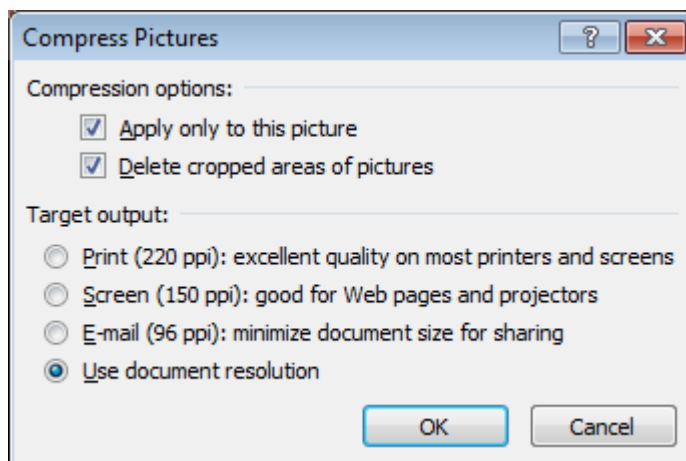 Compress Pictures
Compression options:
Apply only to this picture
Delete cropped areas of pictures
Target output:
Print (220 ppi): excellent quality on most printers and screens
Screen (150 ppi): good for Web pages and projectors
E-mail (96 ppi): minimize document size for sharing
Use document resolution
OK Cancel